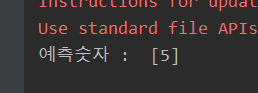 Instructions for updat
Use standard file APIs
예측숫자 :  [5]